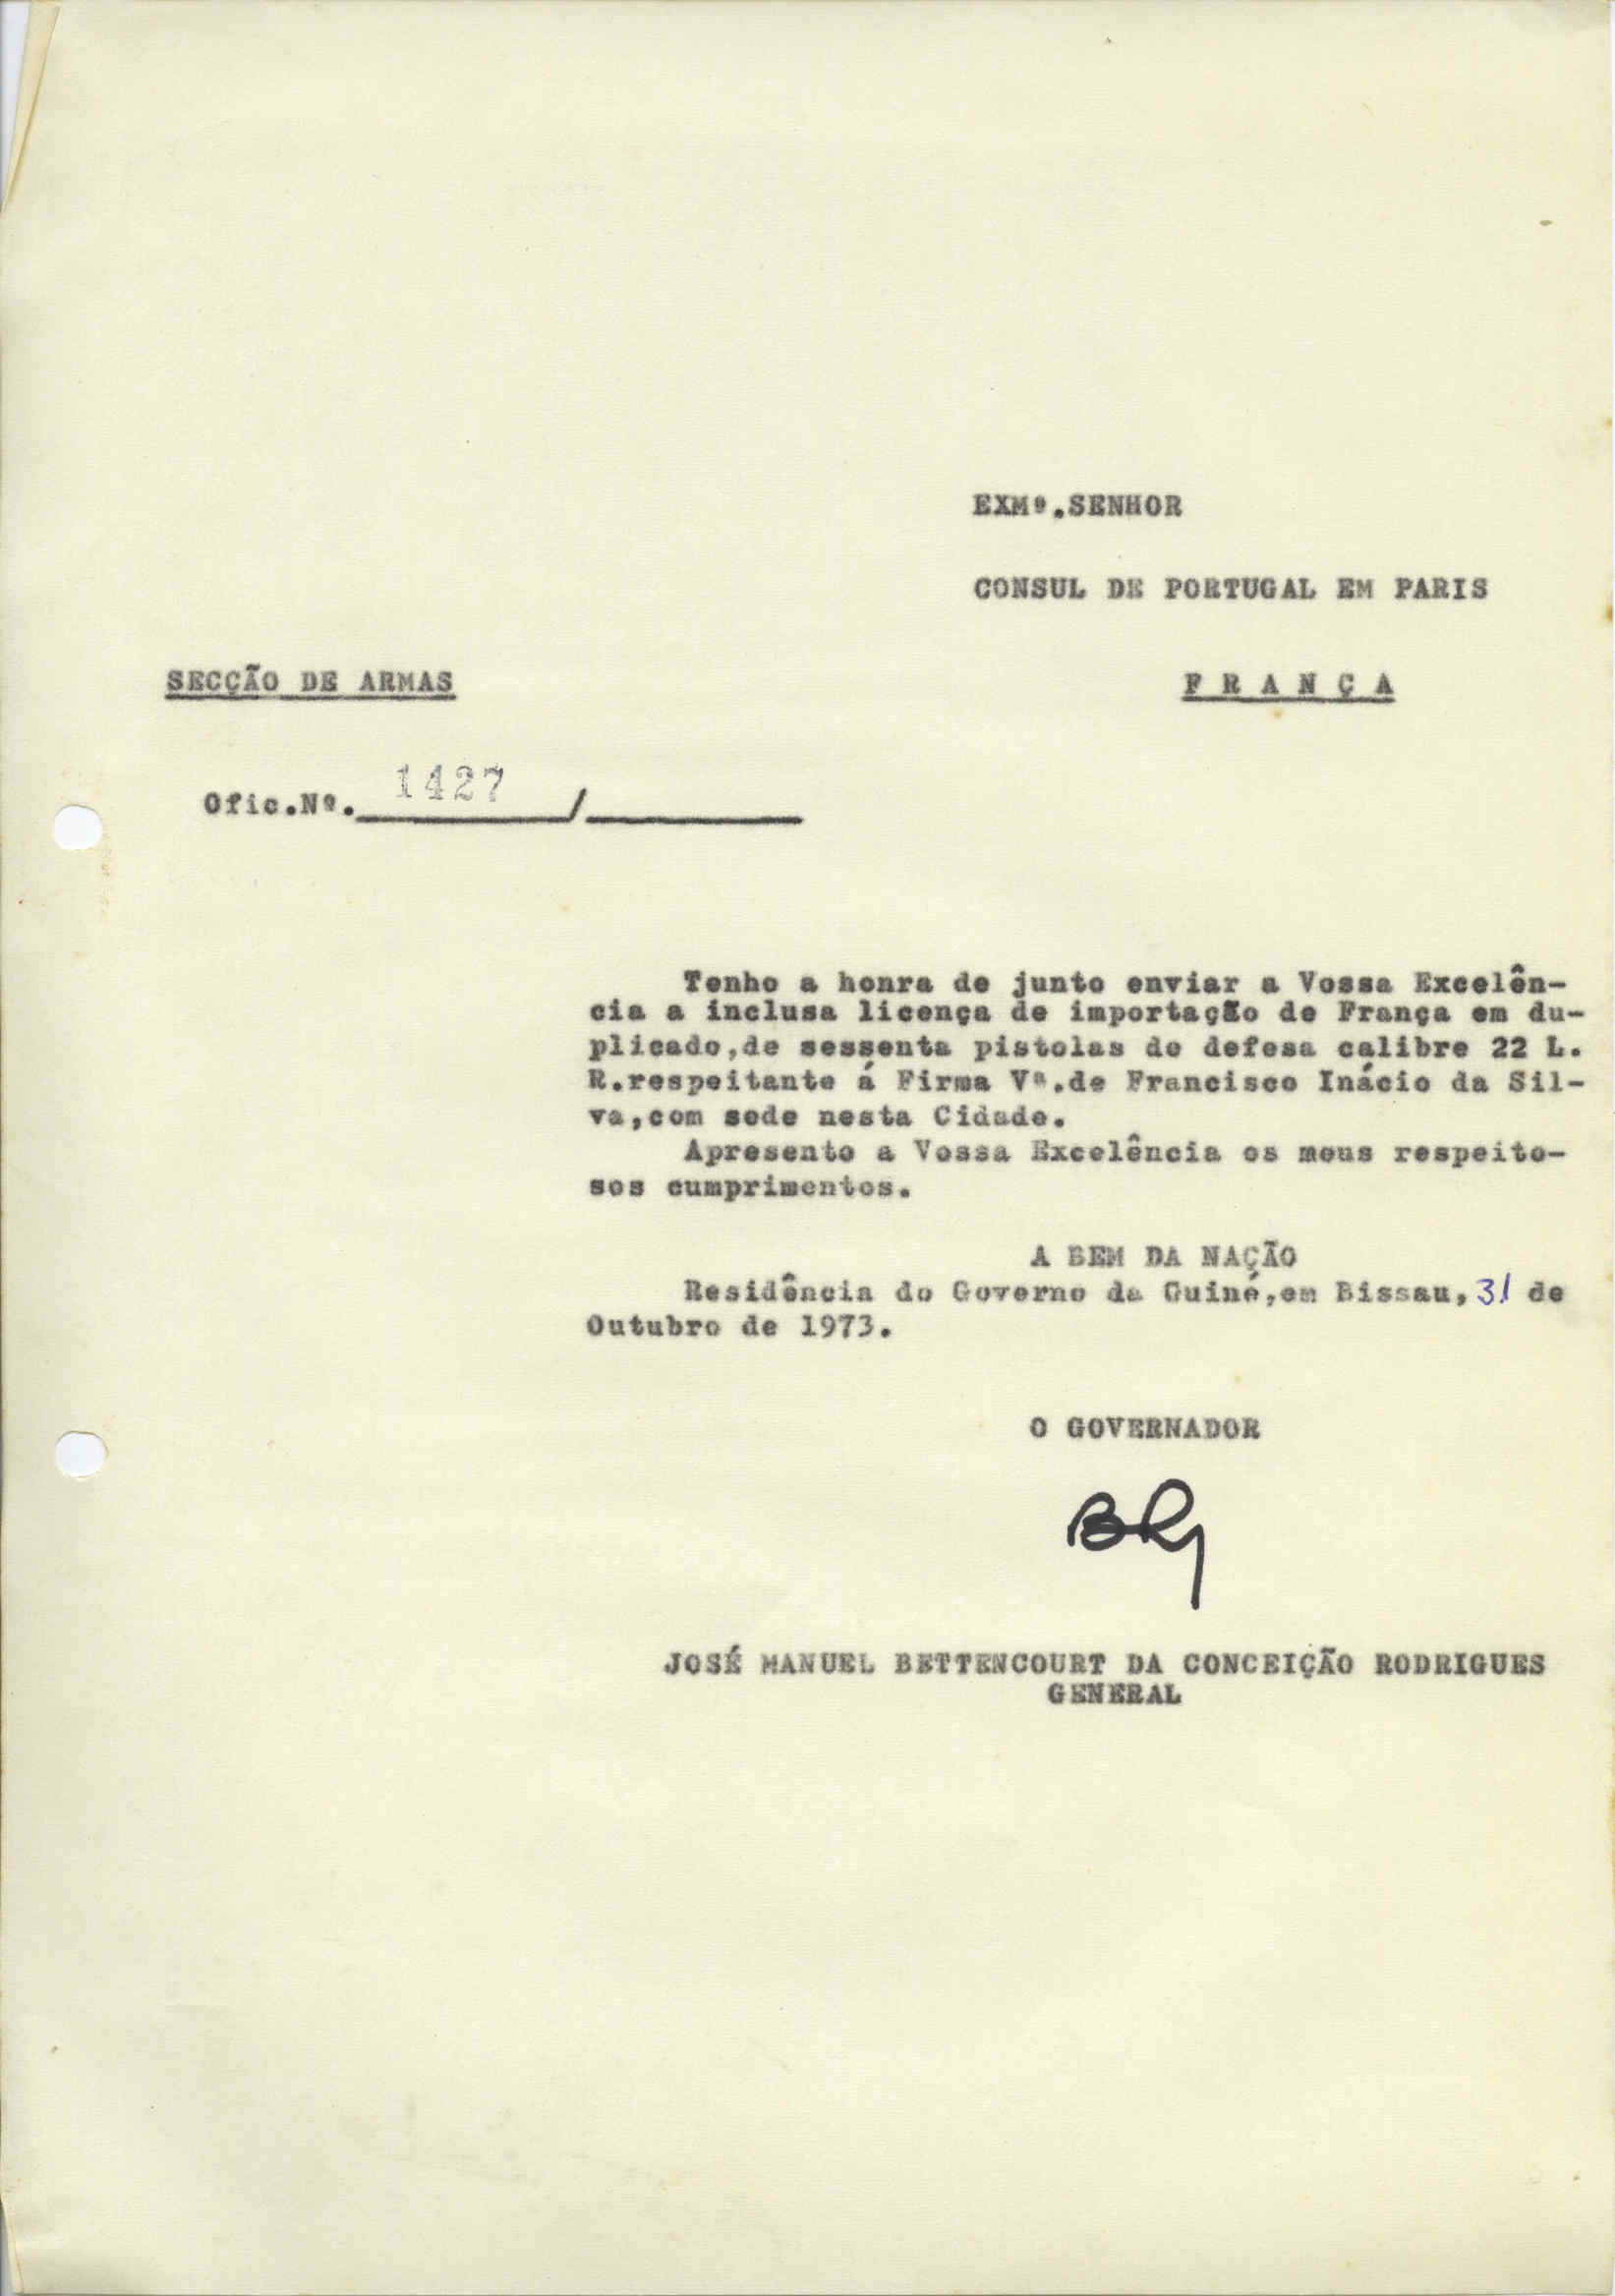 EXMº.SENHOR
CONSUL DE PORTUGAL EM PARIS
SECÇÃO DE ARMAS
F R A N Ç A
Ofic.Nº. 1427 /
Tenho a honra de junto enviar a Vossa Excelên-
cia a inclusa licença de importação de França em du-
plicado,de sessenta pistolas de defesa calibre 22 L.
R.respeitante á Firma Vª.de Francisco Inácio da Sil-
va,com sede nesta Cidade.
Apresento a Vossa Excelência os meus respeito-
sos cumprimentos.
A BEM DA NAÇÃO
Residência do Governo da Guiné,em Bissau, 31 de
Outubro de 1973.
O GOVERNADOR
BR
JOSÉ MANUEL BETTENCOURT DA CONCEIÇÃO RODRIGUES
GENERAL